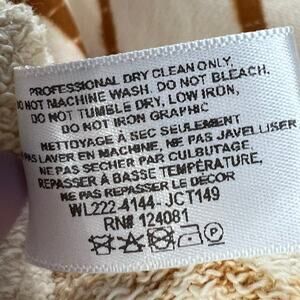 PROFESSIONAL DRY CLEAN ONLY,
DO NOT MACHINE WASH. DO NOT BLEACH.
DO NOT TUMBLE DRY, LOW IRON,
DO NOT IRON GRAPHIC
NETTOYAGE À SEC SEULEMENT
NE PAS LAVER EN MACHINE. NE PAS JAVELLISER
NE PAS SECHER PAR CULBUTAGE,
REPASSER À BASSE TEMPÉRATURE,
NE PAS REPASSER LE DÉCOR
WL222-4144-JCT149
RN# 124081